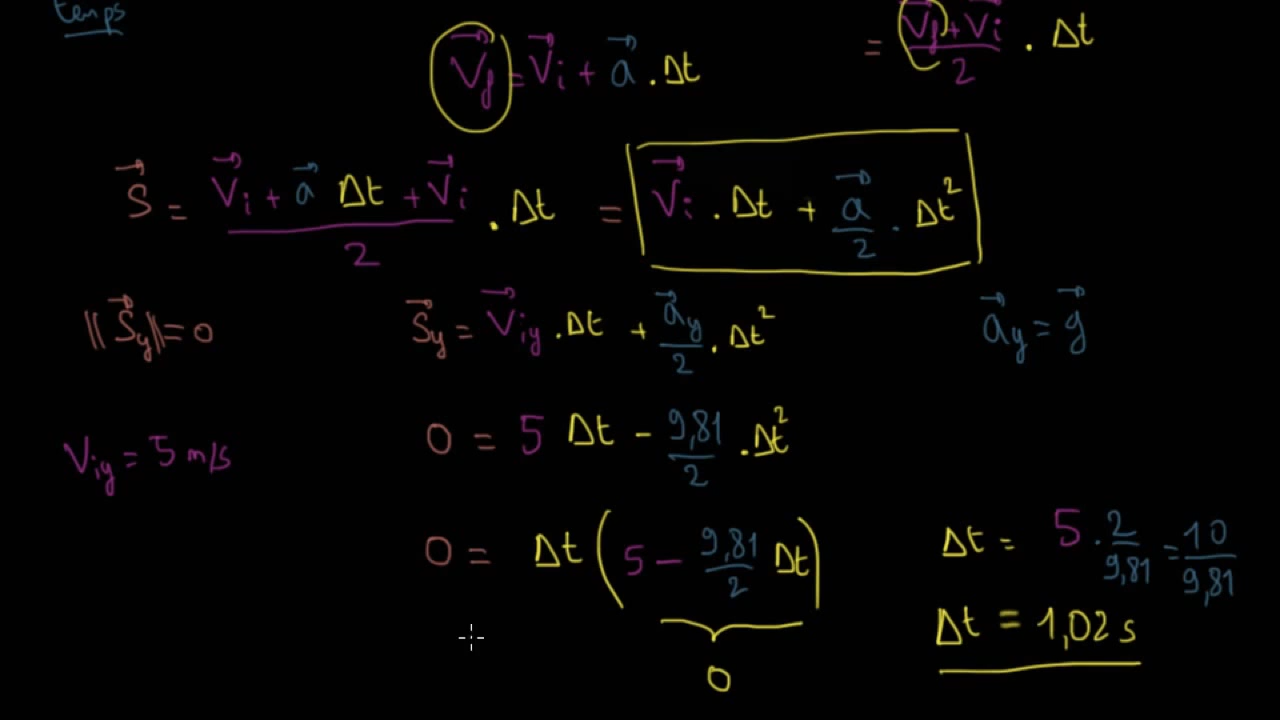 temps
V⃗f = V⃗i + a⃗ . Δt
= (V⃗f + V⃗i)/2 . Δt
S⃗ = (V⃗i + a⃗ Δt + V⃗i)/2 . Δt = V⃗i . Δt + a⃗/2 . Δt²
||S⃗y|| = 0
S⃗y = V⃗iy . Δt + a⃗y/2 . Δt²
a⃗y = g⃗
Viy = 5 m/s
0 = 5 Δt - 9,81/2 . Δt²
0 = Δt (5 - 9,81/2 Δt)
0
Δt = 5 . 2/9,81 = 10/9,81
Δt = 1,02 s